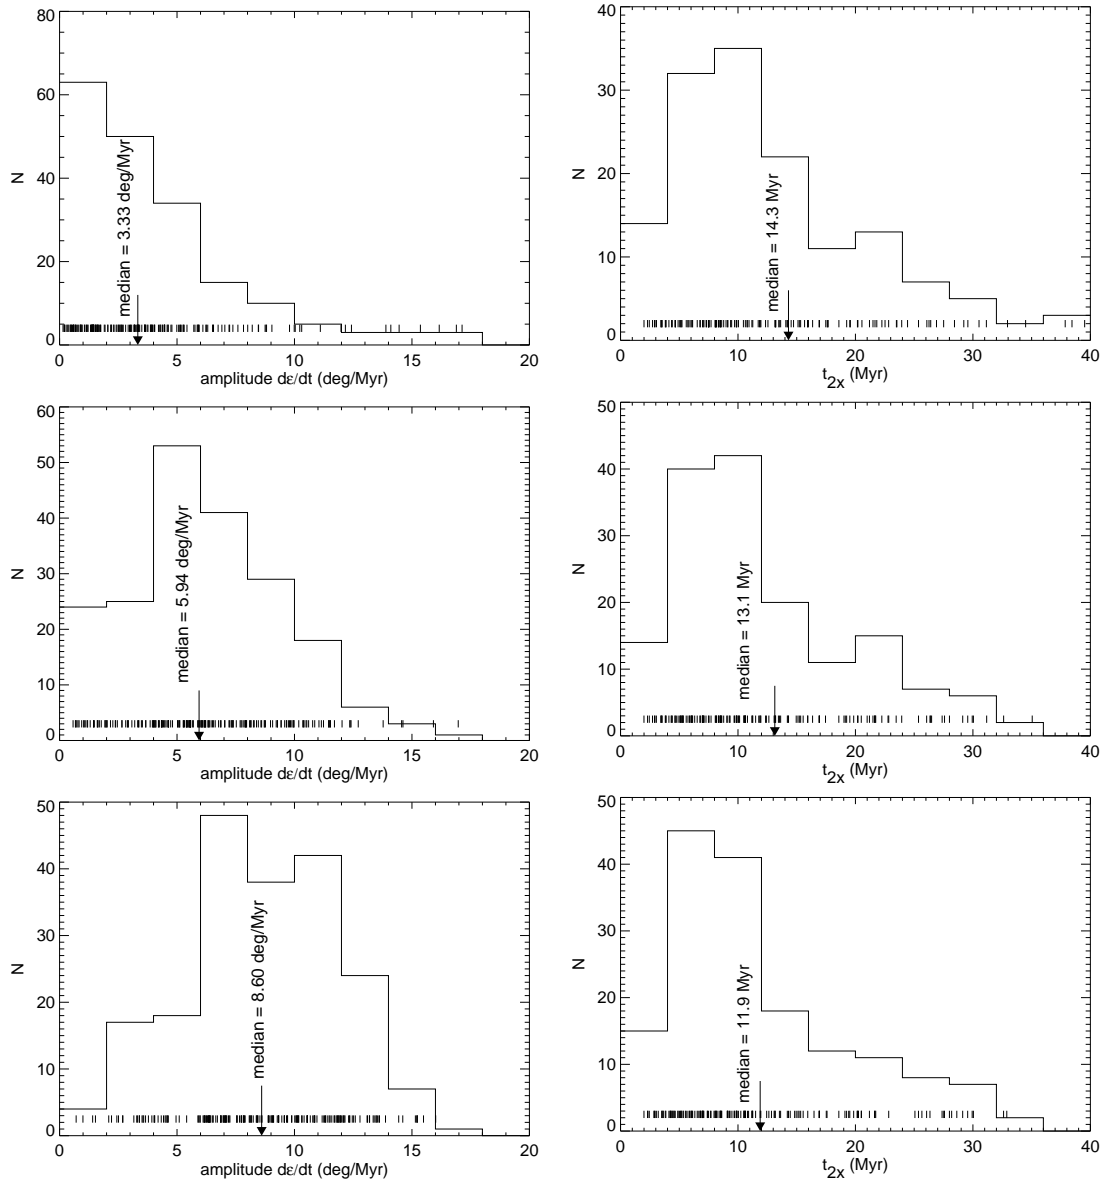 80
60
40
20
0
N
median = 3.33 deg/Myr
0 5 10 15 20
amplitude dε/dt (deg/Myr)
40
30
20
10
0
N
median = 14.3 Myr
0 10 20 30 40
t2x (Myr)
60
50
40
30
20
10
0
N
median = 5.94 deg/Myr
0 5 10 15 20
amplitude dε/dt (deg/Myr)
50
40
30
20
10
0
N
median = 13.1 Myr
0 10 20 30 40
t2x (Myr)
50
40
30
20
10
0
N
median = 8.60 deg/Myr
0 5 10 15 20
amplitude dε/dt (deg/Myr)
50
40
30
20
10
0
N
median = 11.9 Myr
0 10 20 30 40
t2x (Myr)